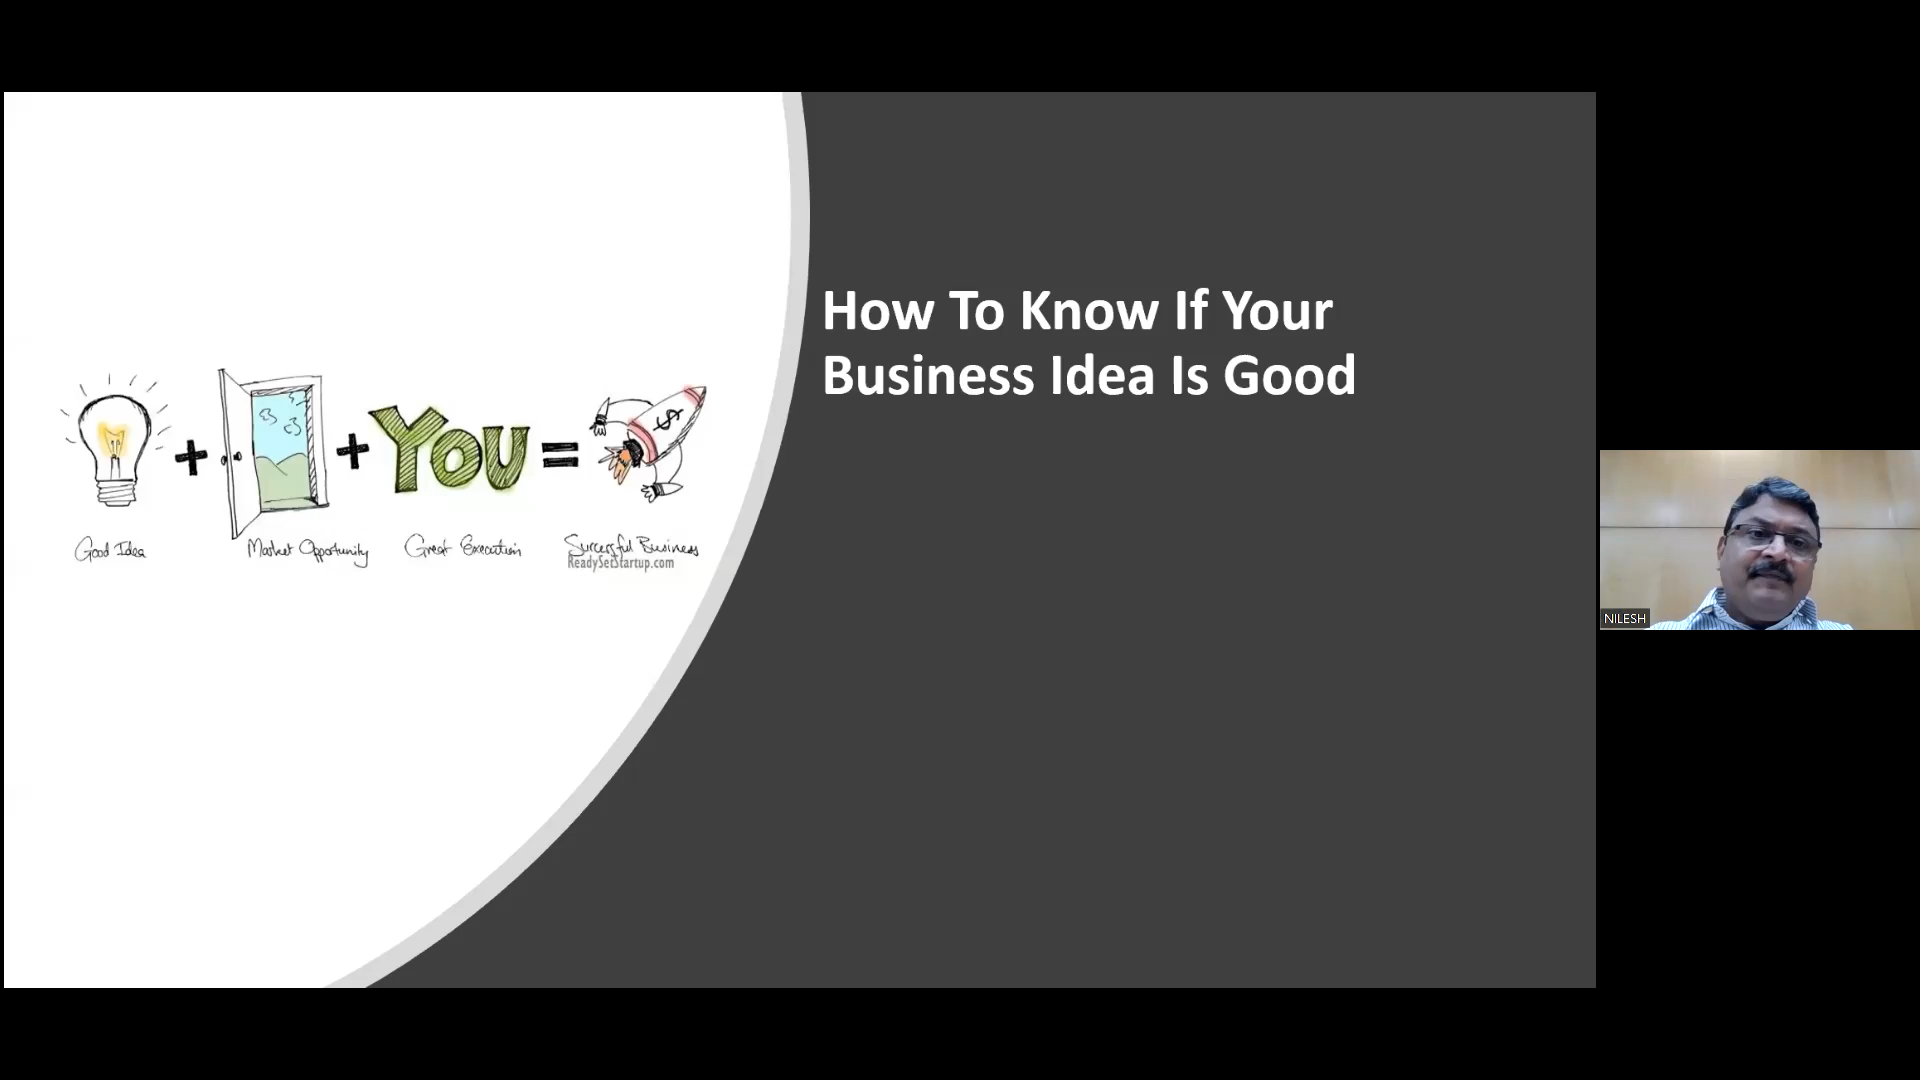 How To Know If Your
Business Idea Is Good
+ + YOU =
$
Good Idea Market Opportunity Great Execution Successful Business
ReadySetStartup.com
NILESH